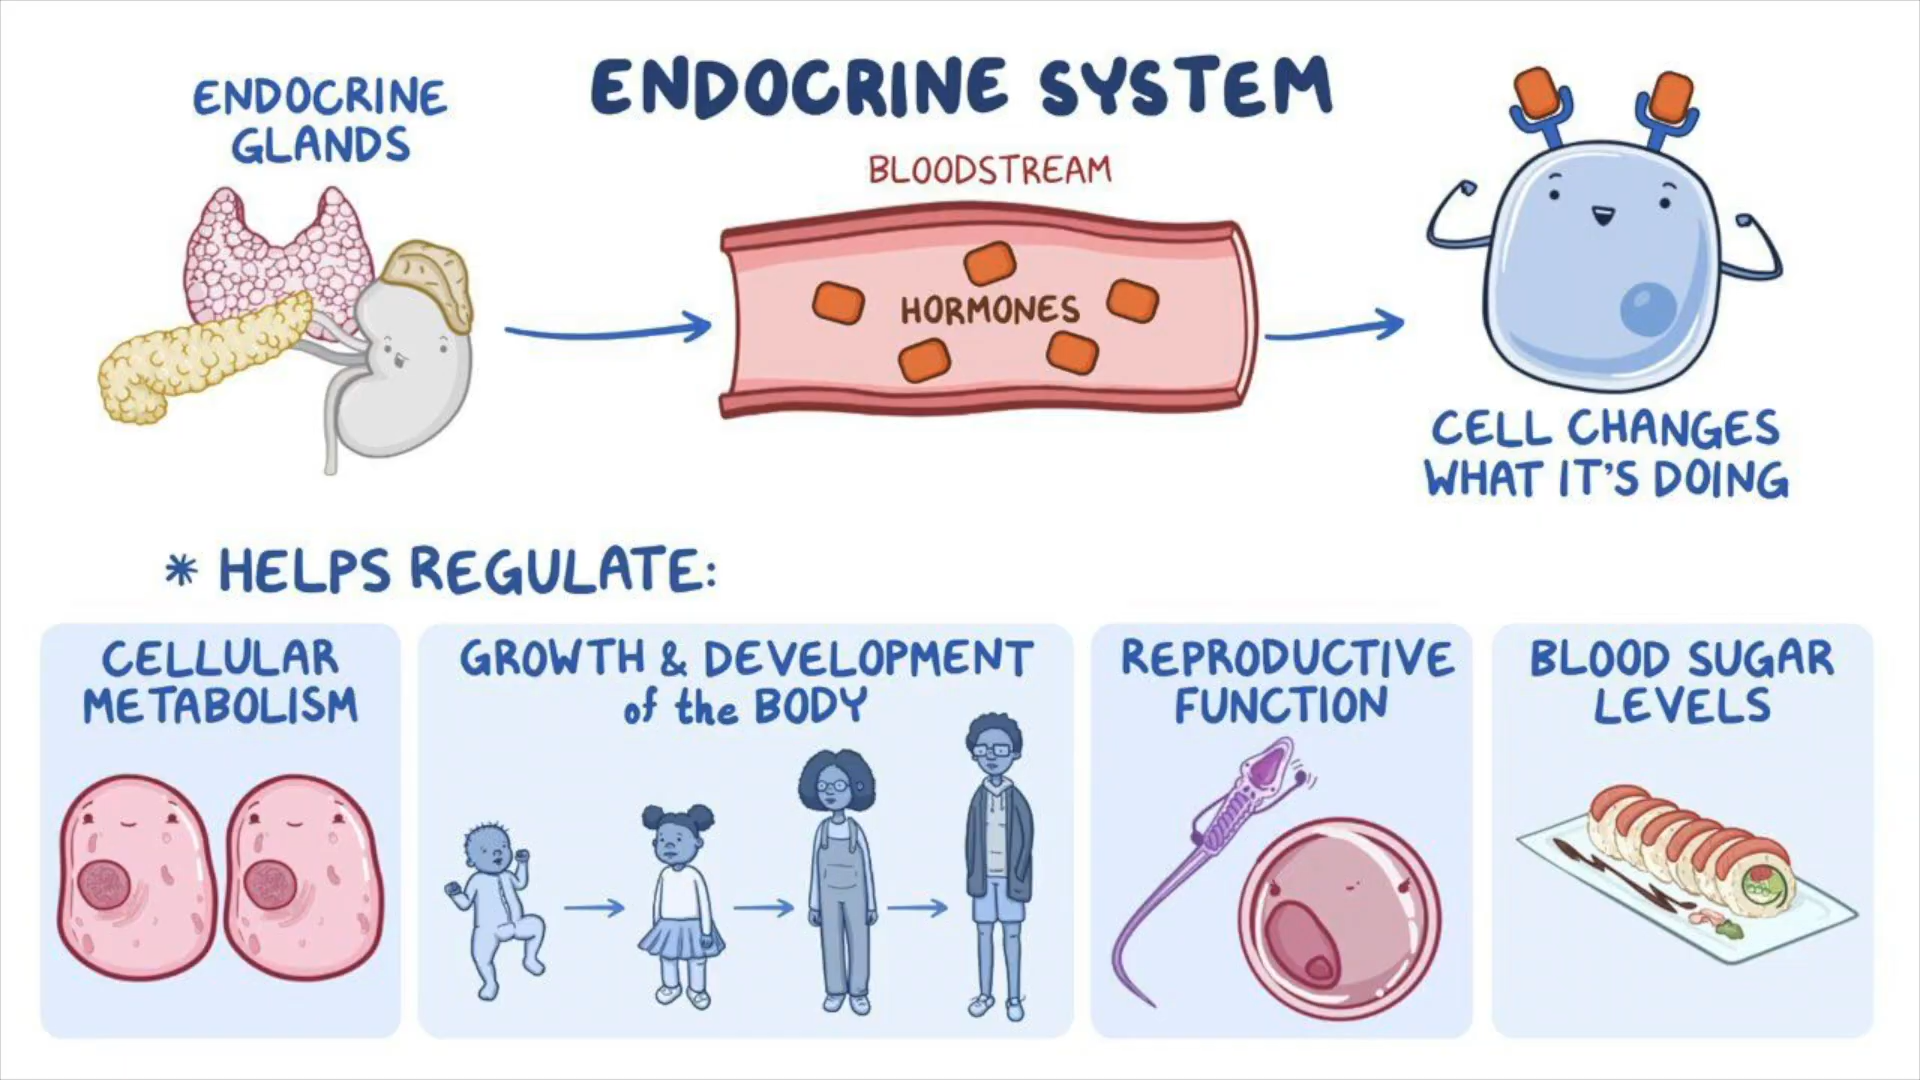 ENDOCRINE SYSTEM
ENDOCRINE
GLANDS
BLOODSTREAM
HORMONES
CELL CHANGES
WHAT IT'S DOING
* HELPS REGULATE:
CELLULAR
METABOLISM
GROWTH & DEVELOPMENT
of the BODY
REPRODUCTIVE
FUNCTION
BLOOD SUGAR
LEVELS